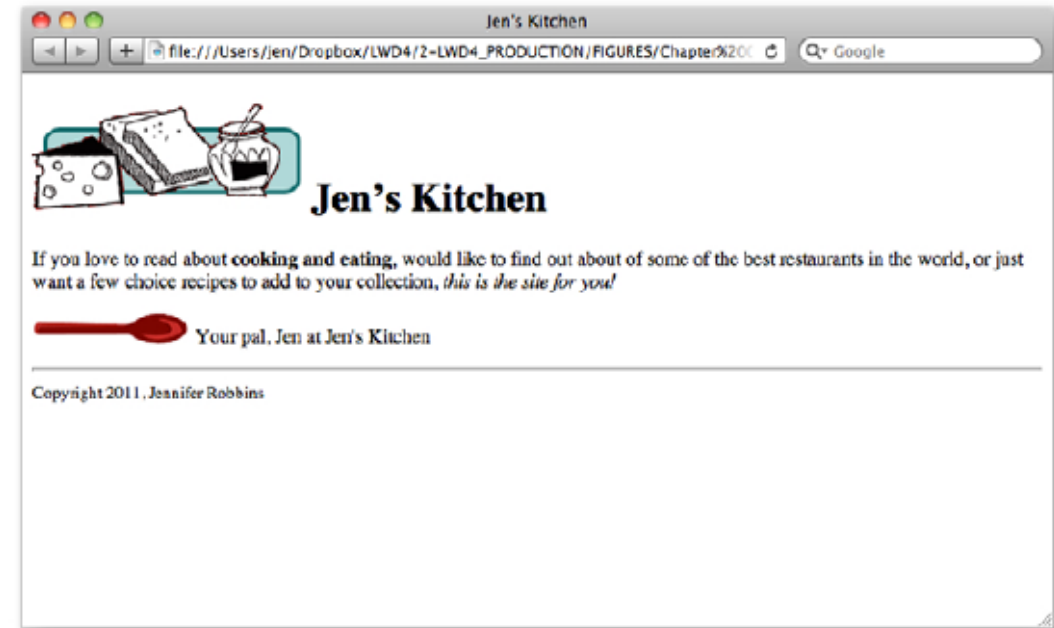 Jen's Kitchen
file:///Users/jen/Dropbox/LWD4/2-LWD4_PRODUCTION/FIGURES/Chapter%20
Google
Jen’s Kitchen
If you love to read about cooking and eating, would like to find out about of some of the best restaurants in the world, or just
want a few choice recipes to add to your collection, this is the site for you!
Your pal, Jen at Jen's Kitchen
Copyright 2011, Jennifer Robbins